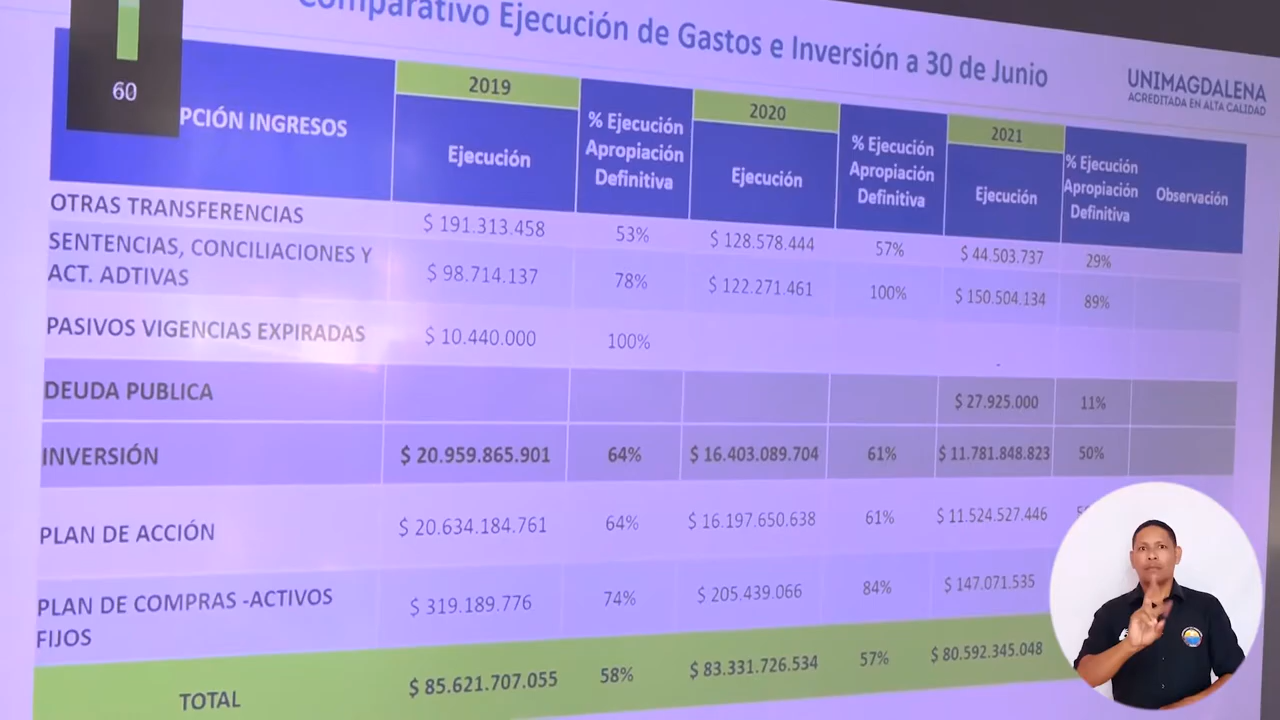 Comparativo Ejecución de Gastos e Inversión a 30 de Junio
UNIMAGDALENA
ACREDITADA EN ALTA CALIDAD
60
PCIÓN INGRESOS
2019
Ejecución
% Ejecución
Apropiación
Definitiva
2020
Ejecución
% Ejecución
Apropiación
Definitiva
2021
Ejecución
% Ejecución
Apropiación
Definitiva
Observación
OTRAS TRANSFERENCIAS $ 191.313.458 53% $ 128.578.444 57% $ 44.503.737 29%
SENTENCIAS, CONCILIACIONES Y
ACT. ADTIVAS $ 98.714.137 78% $ 122.271.461 100% $ 150.504.134 89%
PASIVOS VIGENCIAS EXPIRADAS $ 10.440.000 100% -
DEUDA PUBLICA $ 27.925.000 11%
INVERSIÓN $ 20.959.865.901 64% $ 16.403.089.704 61% $ 11.781.848.823 50%
PLAN DE ACCIÓN $ 20.634.184.761 64% $ 16.197.650.638 61% $ 11.524.527.446
PLAN DE COMPRAS -ACTIVOS
FIJOS $ 319.189.776 74% $ 205.439.066 84% $ 147.071.535
TOTAL $ 85.621.707.055 58% $ 83.331.726.534 57% $ 80.592.345.048